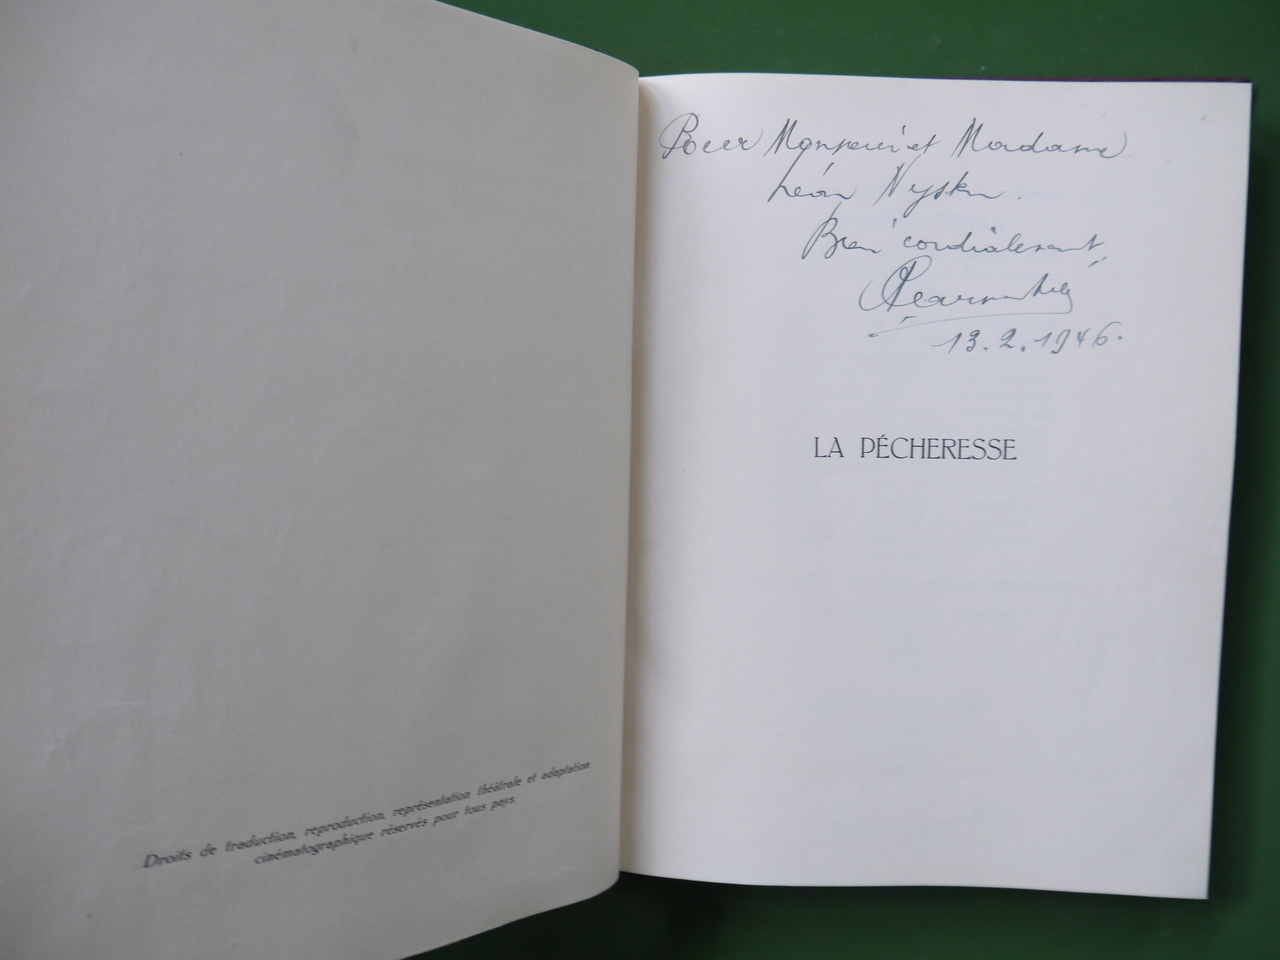 Droits de traduction, reproduction, représentation théâtrale et adaptation
cinématographique réservés pour tous pays.
Pour Monsieur et Madame
Léon
Bien cordialement,
13.2.1946.
LA PÉCHERESSE